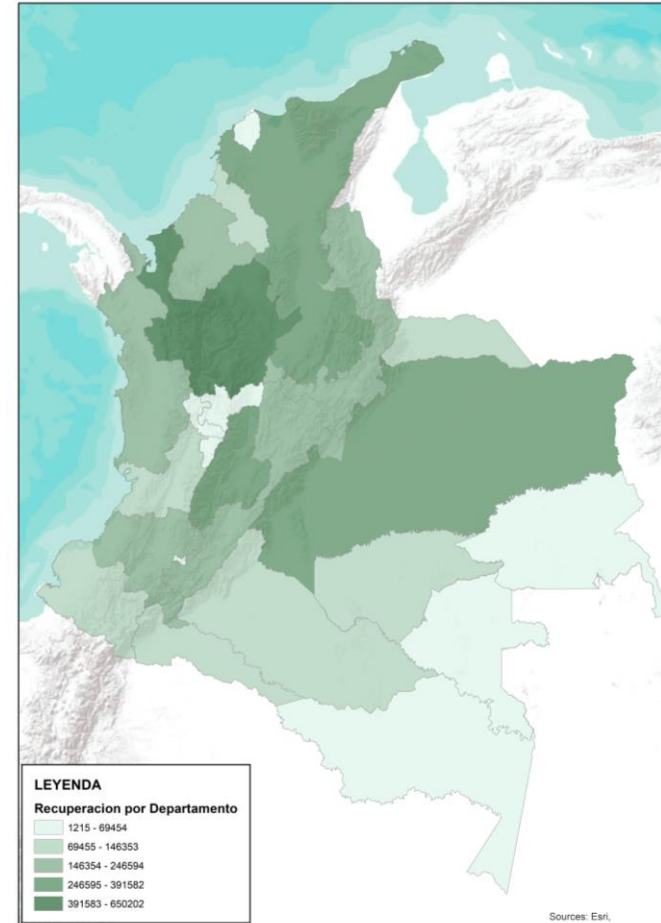 LEYENDA
Recuperacion por Departamento
1215 - 69454
69455 - 146353
146354 - 246594
246595 - 391582
391583 - 650202
Sources: Esri,